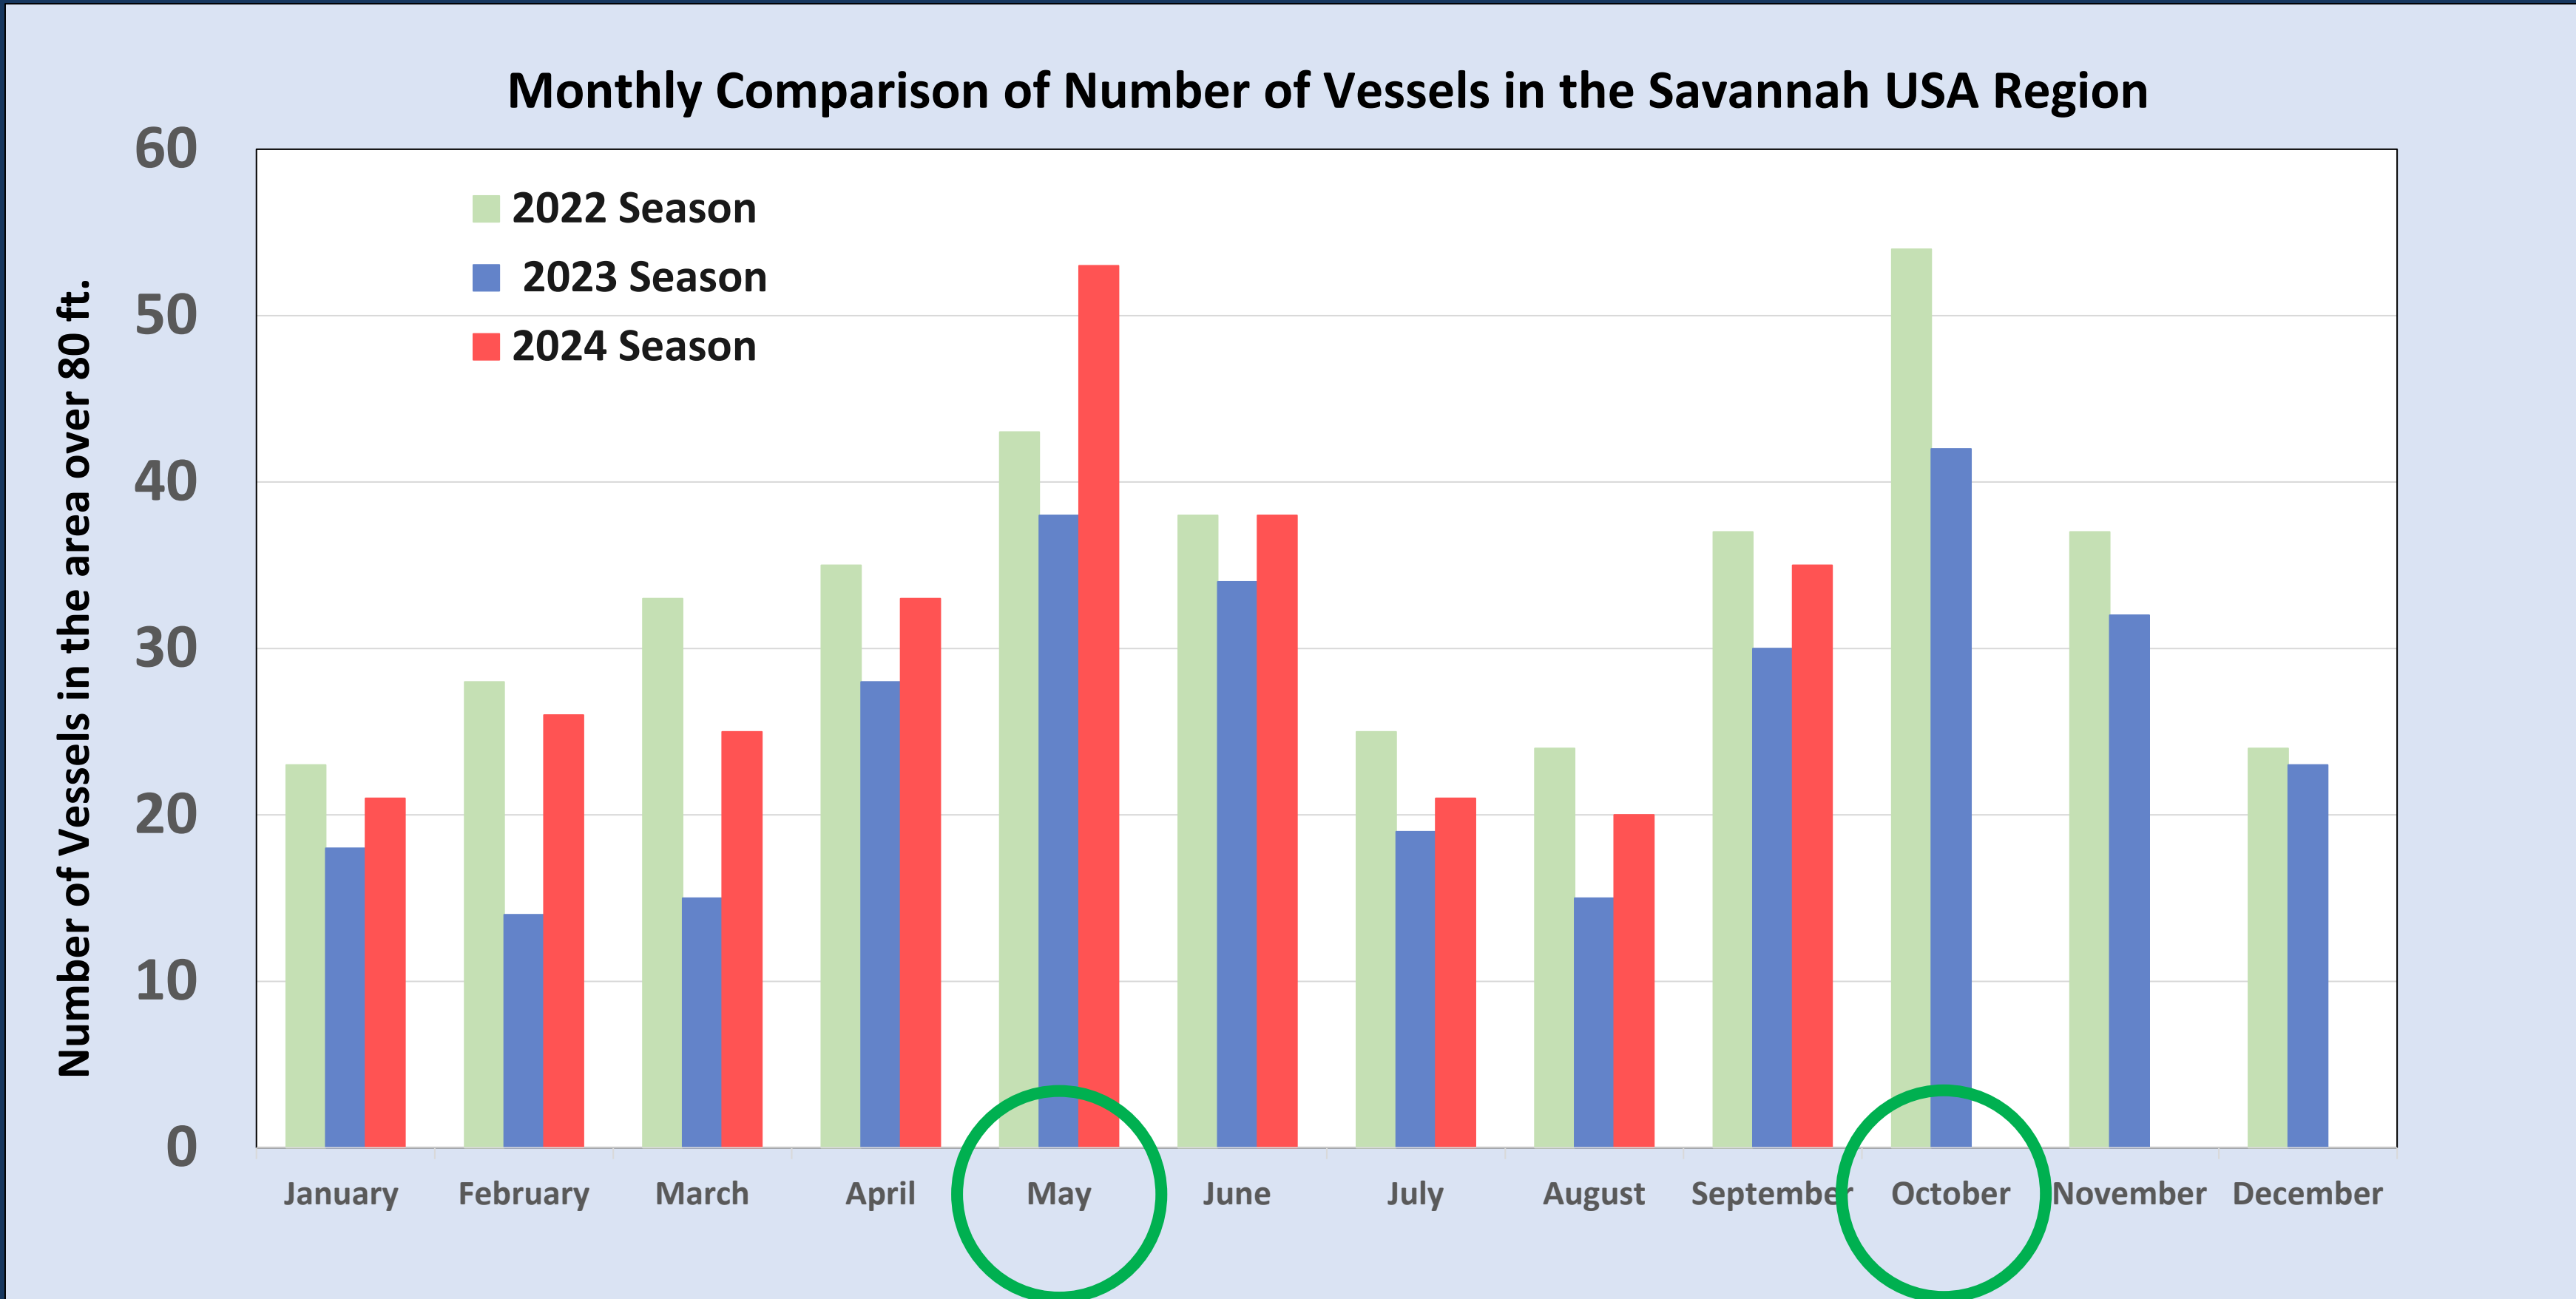 Monthly Comparison of Number of Vessels in the Savannah USA Region
Number of Vessels in the area over 80 ft.
60
50
40
30
20
10
0
2022 Season
2023 Season
2024 Season
January February March April May June July August September October November December